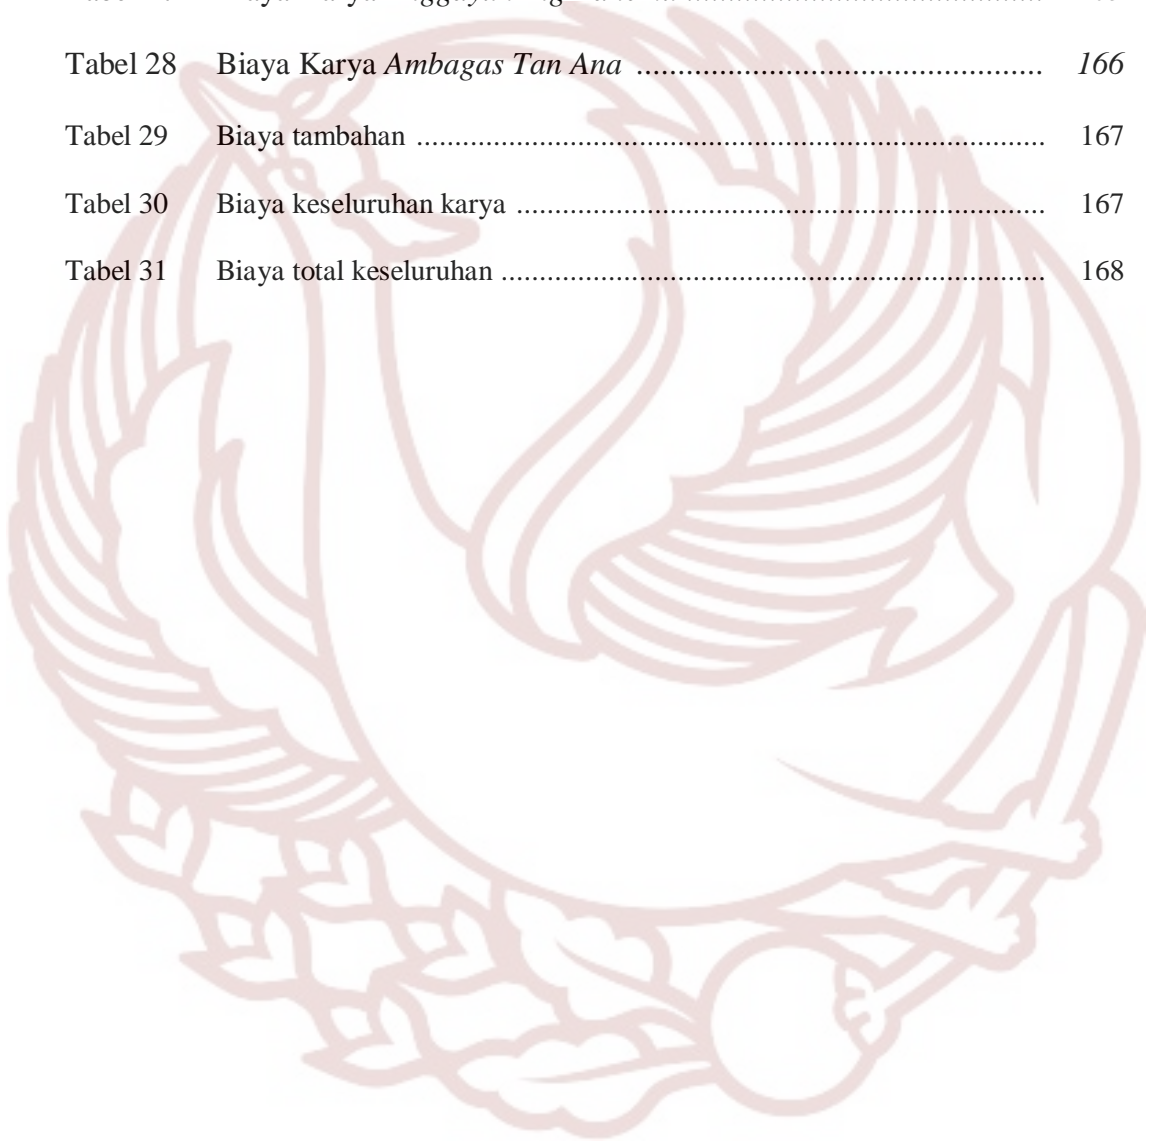 Tabel 28 Biaya Karya Ambagas Tan Ana ............................................ 166
Tabel 29 Biaya tambahan .................................................................................. 167
Tabel 30 Biaya keseluruhan karya ..................................................................... 167
Tabel 31 Biaya total keseluruhan ....................................................................... 168